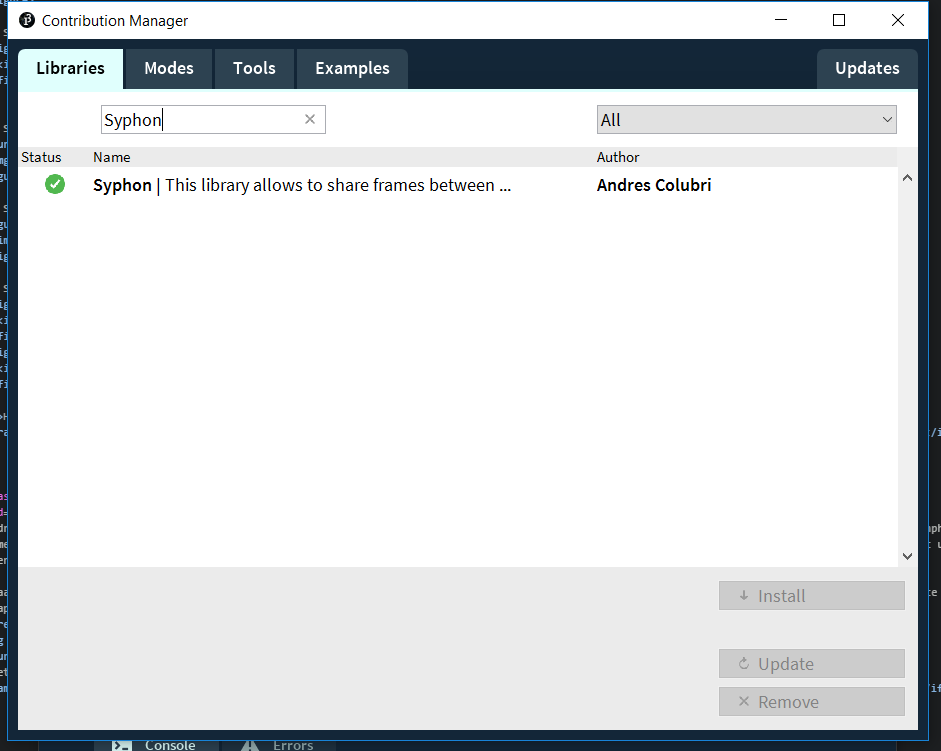 Contribution Manager
Libraries Modes Tools Examples Updates
Syphon All
Status Name Author
Syphon | This library allows to share frames between ... Andres Colubri
Install
Update
Remove
Console Errors